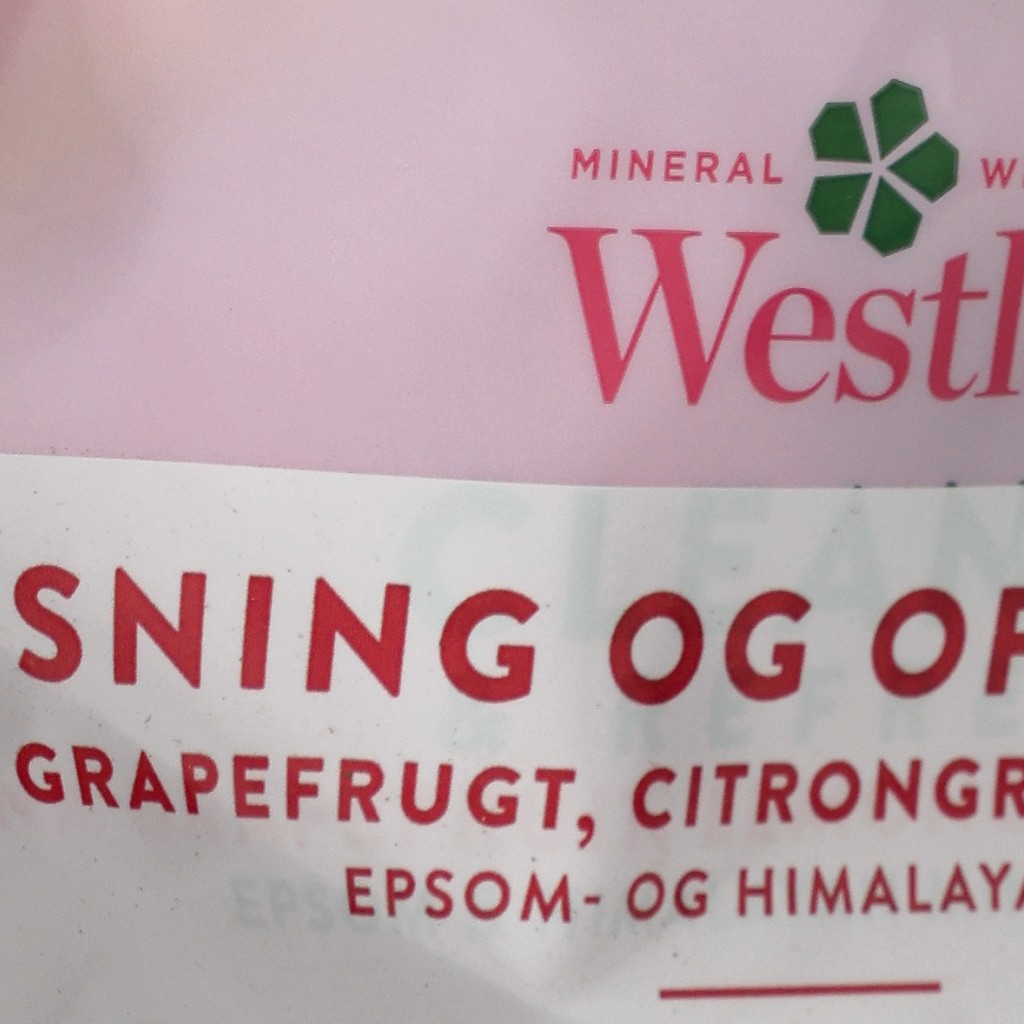 MINERAL
Westl
SNING OG OP
GRAPEFRUGT, CITRONGR
EPSOM- OG HIMALAYA